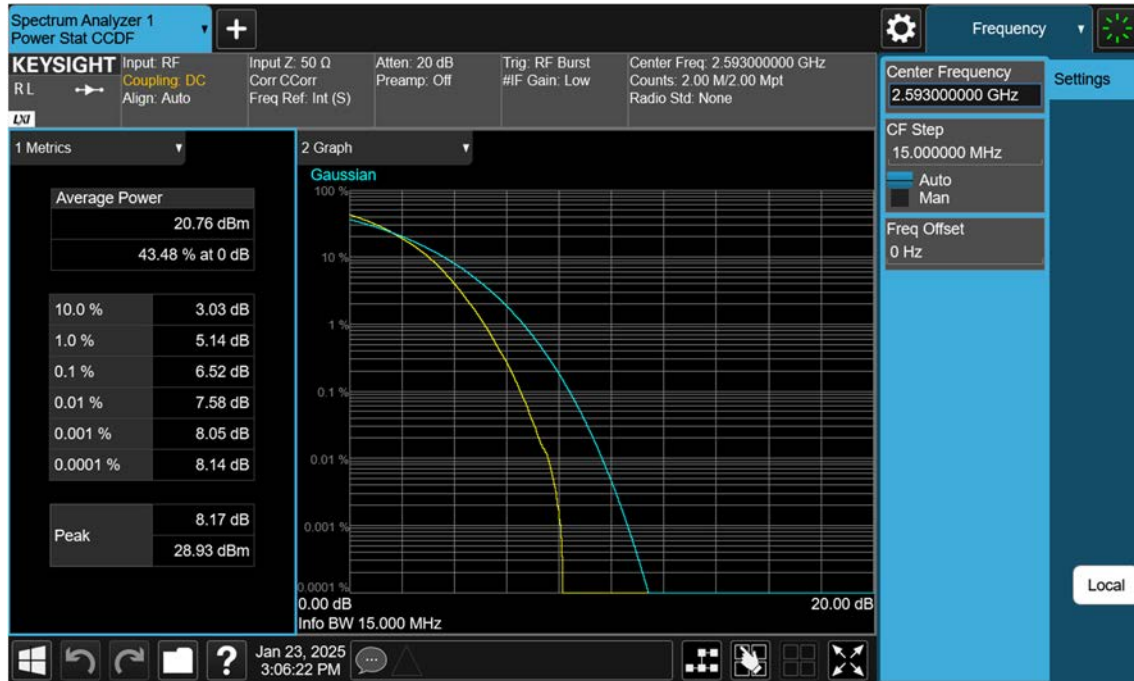 Spectrum Analyzer 1
Power Stat CCDF
+
Frequency
KEYSIGHT
R L
LXI
Input: RF
Coupling: DC
Align: Auto
Input Z: 50 Ω
Corr CCorr
Freq Ref: Int (S)
Atten: 20 dB
Preamp: Off
Trig: RF Burst
#IF Gain: Low
Center Freq: 2.593000000 GHz
Counts: 2.00 M/2.00 Mpt
Radio Std: None
Center Frequency
2.593000000 GHz
Settings
CF Step
15.000000 MHz
Auto
Man
Freq Offset
0 Hz
1 Metrics
Average Power
20.76 dBm
43.48 % at 0 dB
10.0 % 3.03 dB
1.0 % 5.14 dB
0.1 % 6.52 dB
0.01 % 7.58 dB
0.001 % 8.05 dB
0.0001 % 8.14 dB
Peak
8.17 dB
28.93 dBm
2 Graph
Gaussian
100 %
10 %
1 %
0.1 %
0.01 %
0.001 %
0.0001 %
0.00 dB 20.00 dB
Info BW 15.000 MHz
Local
?
Jan 23, 2025
3:06:22 PM